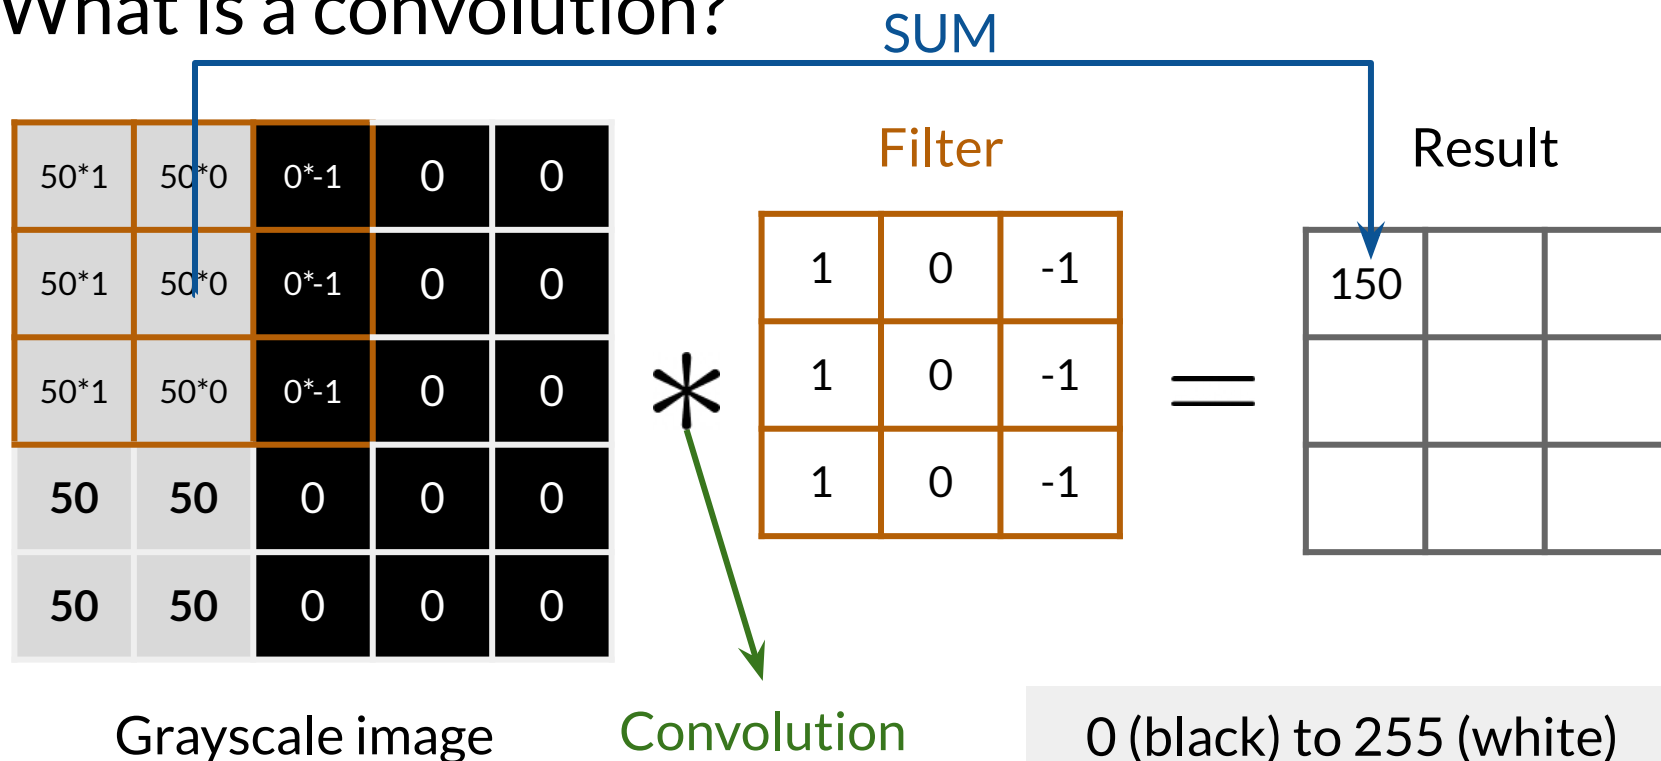 What is a convolution?
SUM
50*1 50*0 0*-1 0 0
50*1 50*0 0*-1 0 0
50*1 50*0 0*-1 0 0
50 50 0 0 0
50 50 0 0 0
Grayscale image
*
Convolution
Filter
1 0 -1
1 0 -1
1 0 -1
=
Result
150
0 (black) to 255 (white)